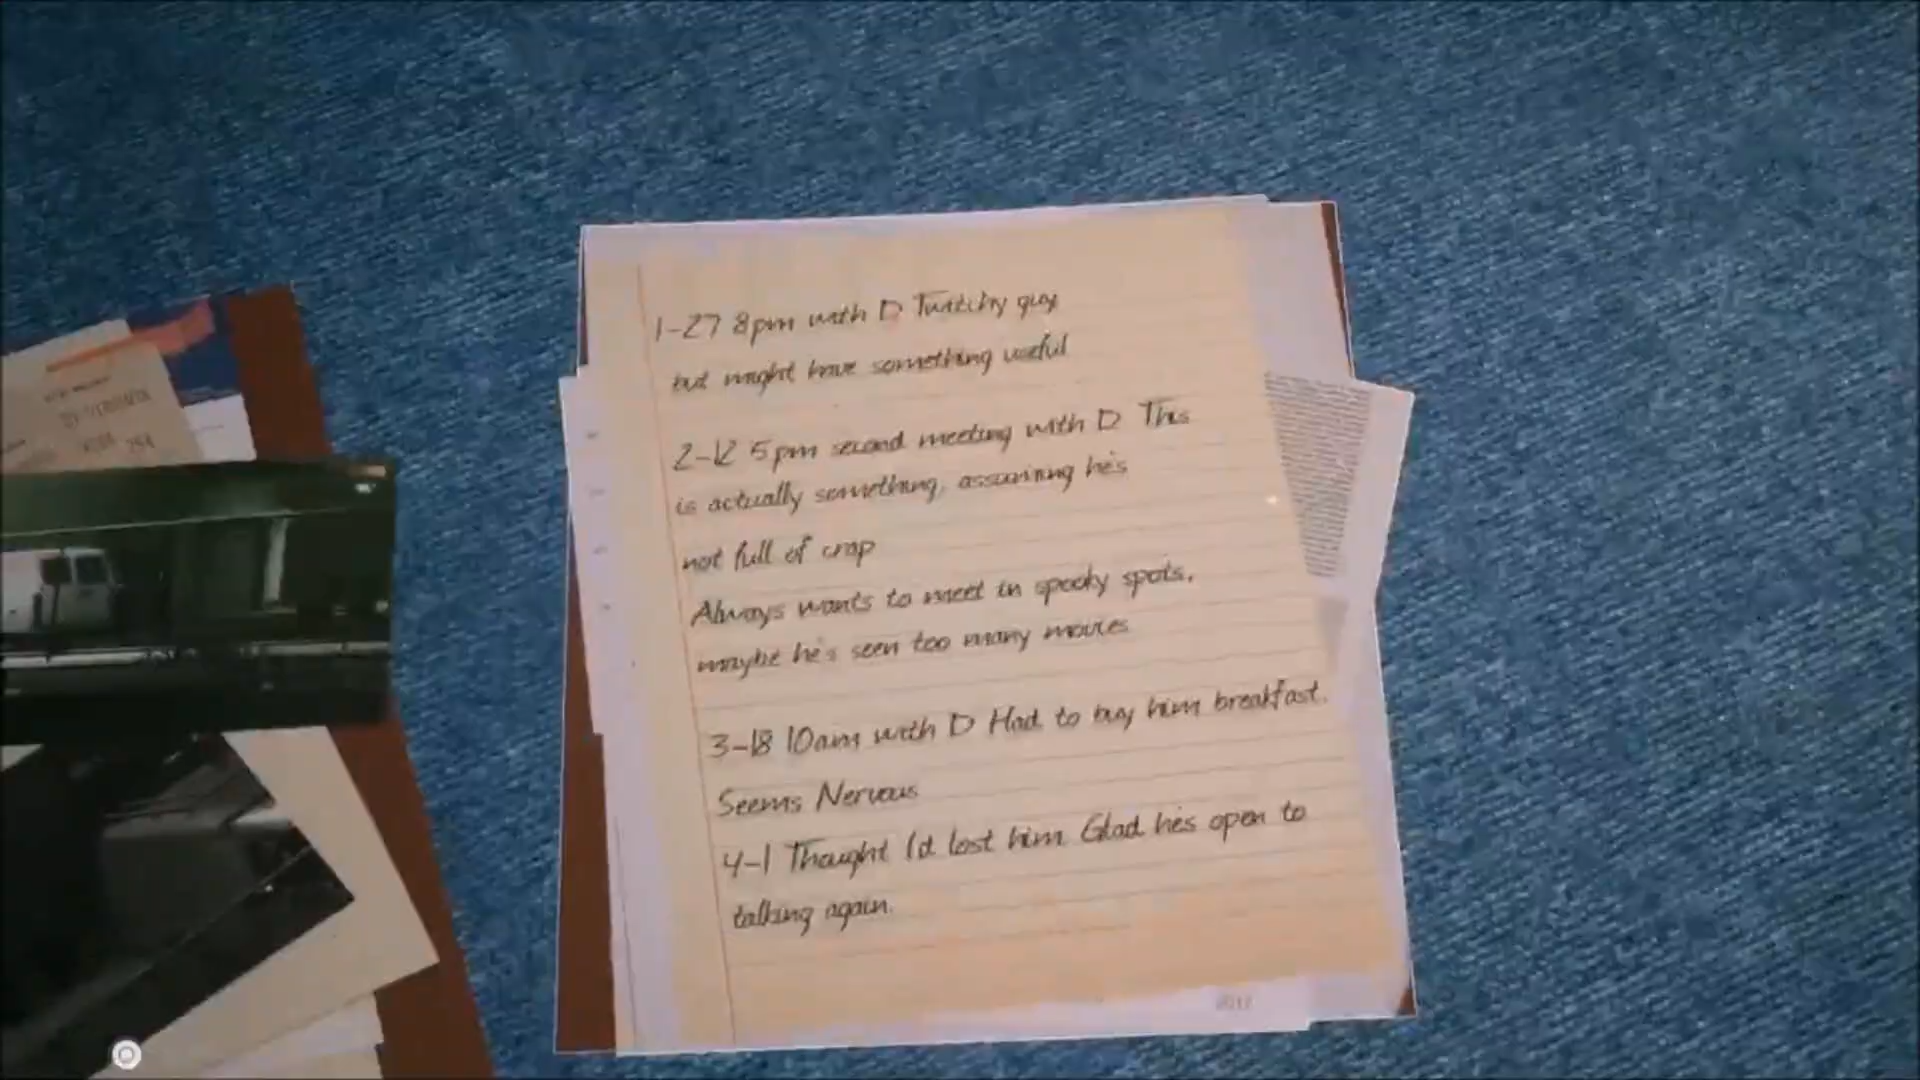 1-27 8pm with D Twitchy guy
but might have something useful
2-12 5pm second meeting with D This
is actually something, assuming he's
not full of crap
Always wants to meet in spooky spots,
maybe he's seen too many movies
3-18 10am with D Had to buy him breakfast.
Seems Nervous
4-1 Thought I'd lost him Glad he's open to
talking again.
254